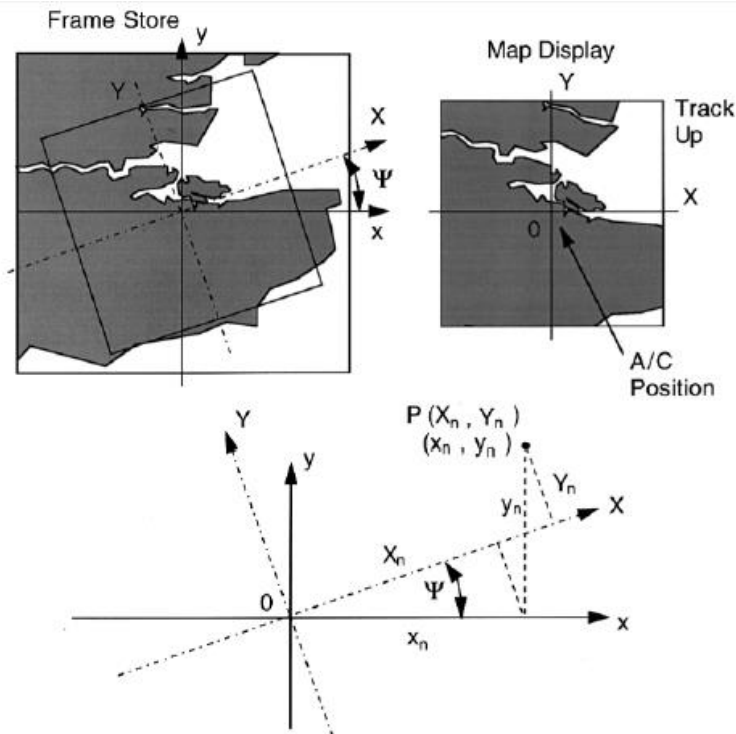 Frame Store
y
Map Display
Y
Y
X
Track
Up
Ψ
X
x
0
A/C
Position
Y
P (Xn , Yn )
(xn , yn )
y
Yn
yn
X
Xn
Ψ
0
x
xn